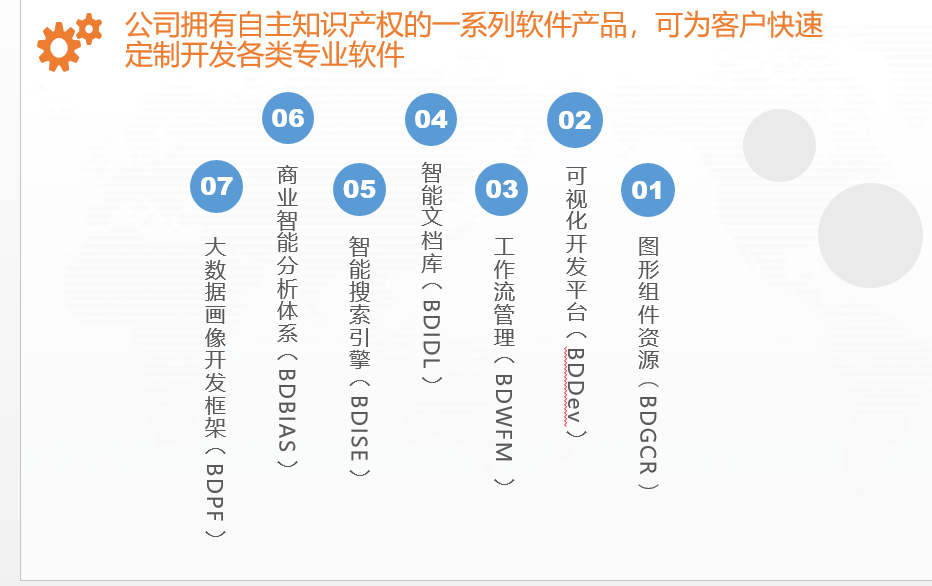 公司拥有自主知识产权的一系列软件产品，可为客户快速
定制开发各类专业软件
01
图形组件资源（BDGCR）
02
可视化开发平台（BDDev）
03
工作流管理（BDWFM）
04
智能文档库（BDIDL）
05
智能搜索引擎（BDISE）
06
商业智能分析体系（BDBIAS）
07
大数据画像开发框架（BDPF）